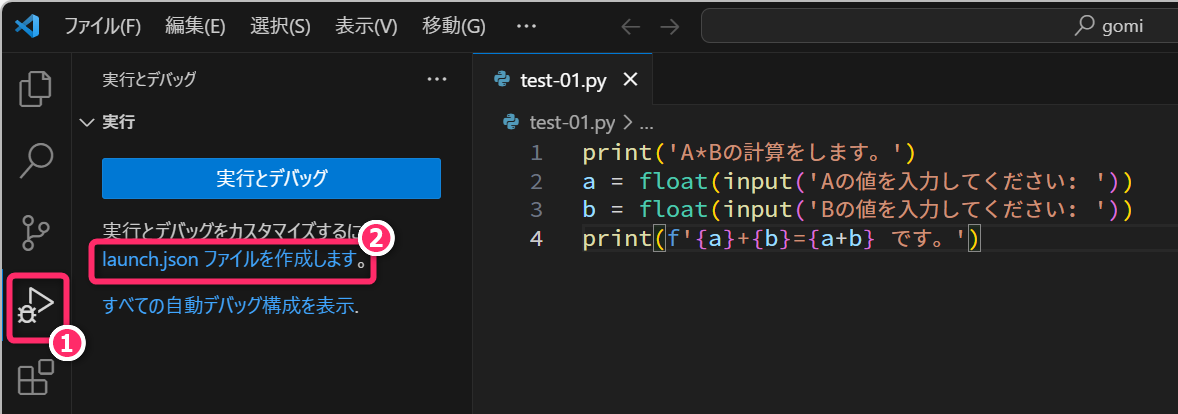 ファイル(F) 編集(E) 選択(S) 表示(V) 移動(G) … gomi
実行とデバッグ …
test-01.py
実行
test-01.py > ...
実行とデバッグ
1 print('A*Bの計算をします。')
2 a = float(input('Aの値を入力してください: '))
3 b = float(input('Bの値を入力してください: '))
4 print(f'{a}+{b}={a+b} です。')
実行とデバッグをカスタマイズするに
2
launch.json ファイルを作成します。
すべての自動デバッグ構成を表示.
1